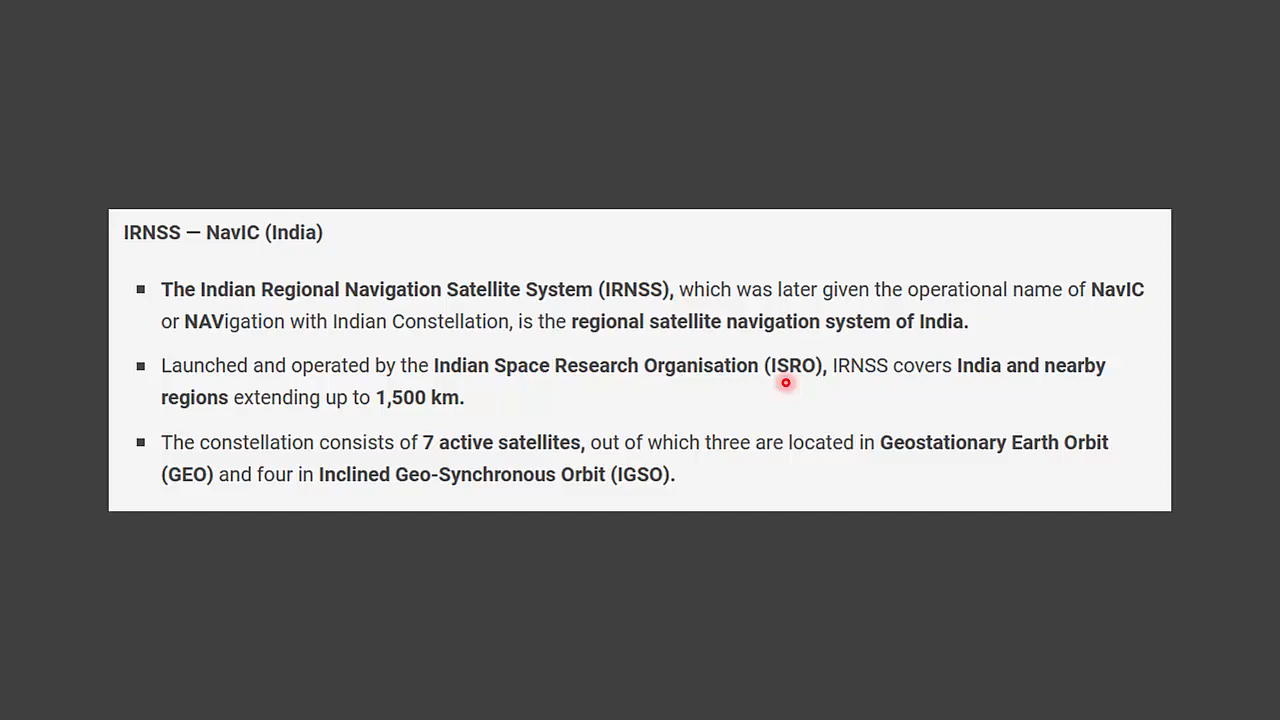 IRNSS — NavIC (India)
▪ The Indian Regional Navigation Satellite System (IRNSS), which was later given the operational name of NavIC
or NAVigation with Indian Constellation, is the regional satellite navigation system of India.
▪ Launched and operated by the Indian Space Research Organisation (ISRO), IRNSS covers India and nearby
regions extending up to 1,500 km.
▪ The constellation consists of 7 active satellites, out of which three are located in Geostationary Earth Orbit
(GEO) and four in Inclined Geo-Synchronous Orbit (IGSO).